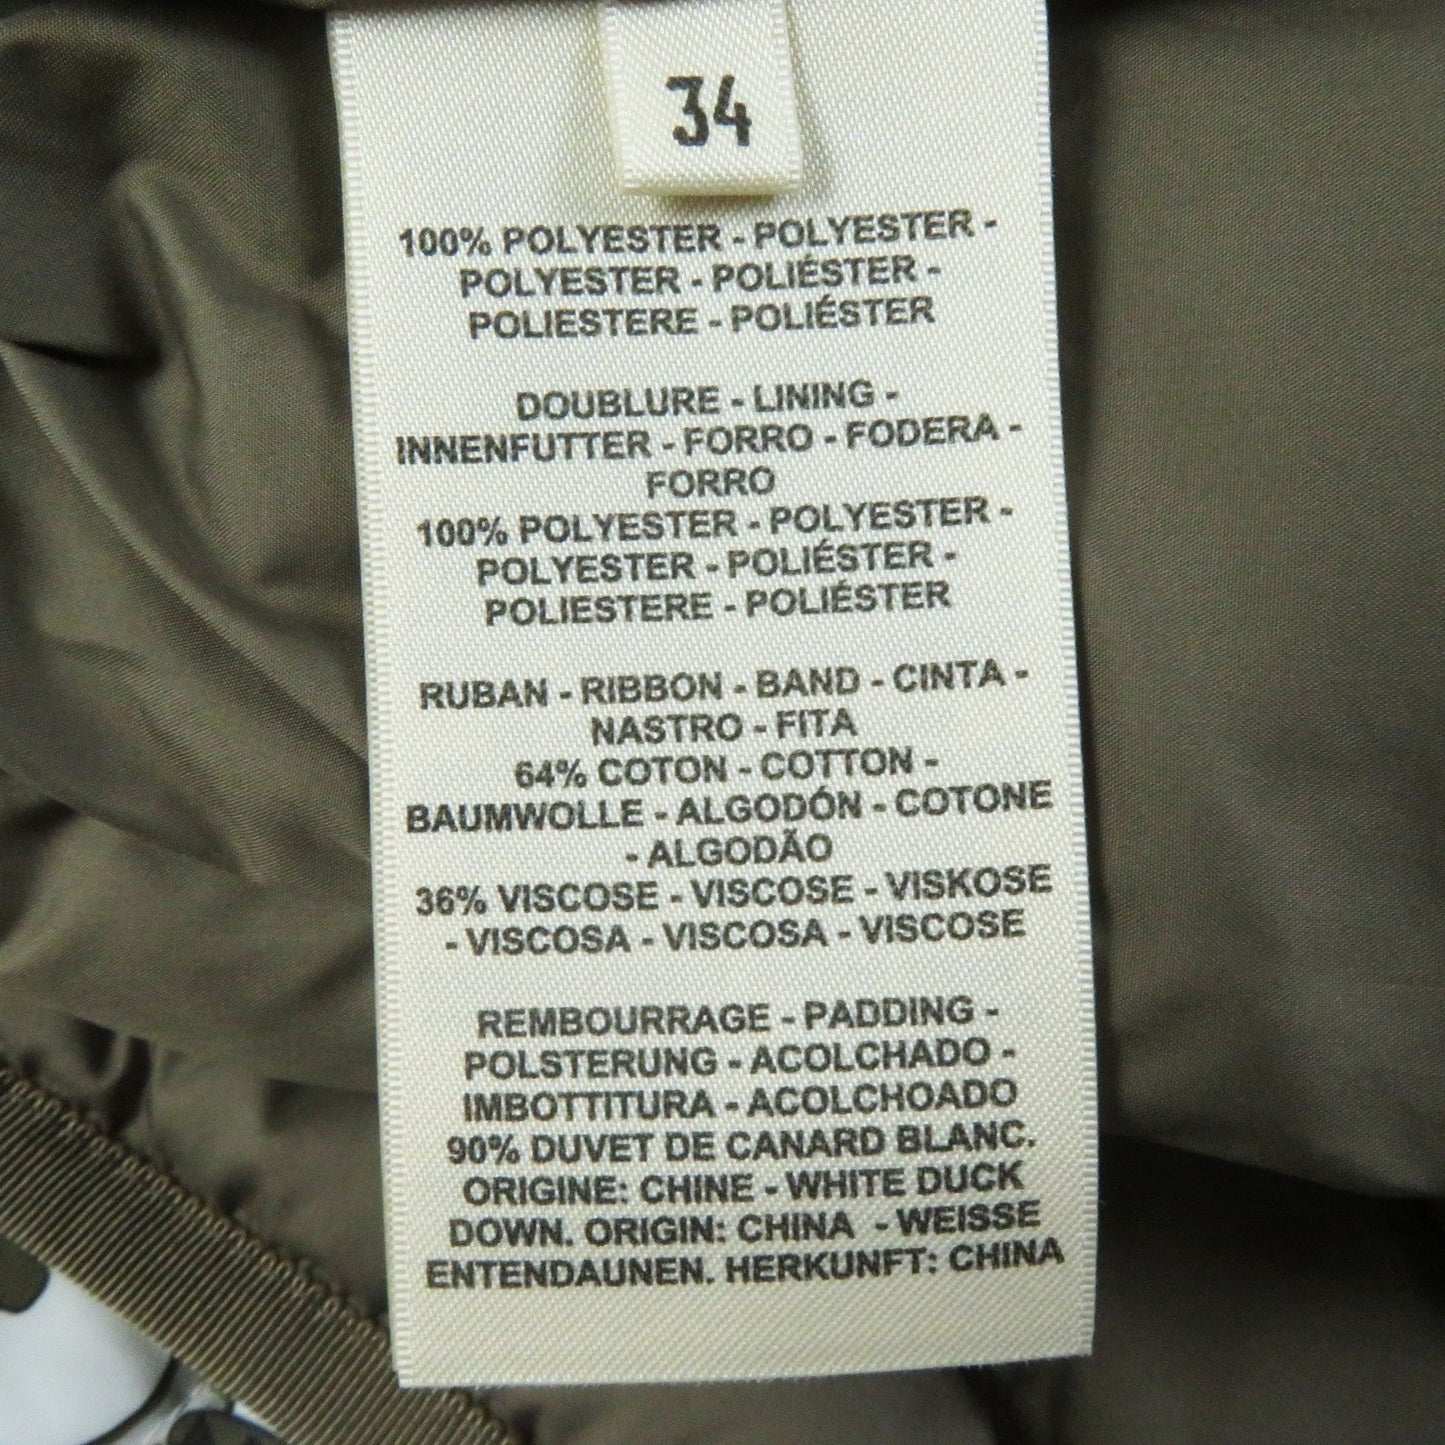 34
100% POLYESTER - POLYESTER -
POLYESTER - POLIÉSTER -
POLIESTERE - POLIÉSTER
DOUBLURE - LINING -
INNENFUTTER - FORRO - FODERA -
FORRO
100% POLYESTER - POLYESTER -
POLYESTER - POLIÉSTER -
POLIESTERE - POLIÉSTER
RUBAN - RIBBON - BAND - CINTA -
NASTRO - FITA
64% COTON - COTTON -
BAUMWOLLE - ALGODÓN - COTONE
- ALGODÃO
36% VISCOSE - VISCOSE - VISKOSE
- VISCOSA - VISCOSA - VISCOSE
REMBOURRAGE - PADDING -
POLSTERUNG - ACOLCHADO -
IMBOTTITURA - ACOLCHOADO
90% DUVET DE CANARD BLANC.
ORIGINE: CHINE - WHITE DUCK
DOWN. ORIGIN: CHINA - WEISSE
ENTENDAUNEN. HERKUNFT: CHINA